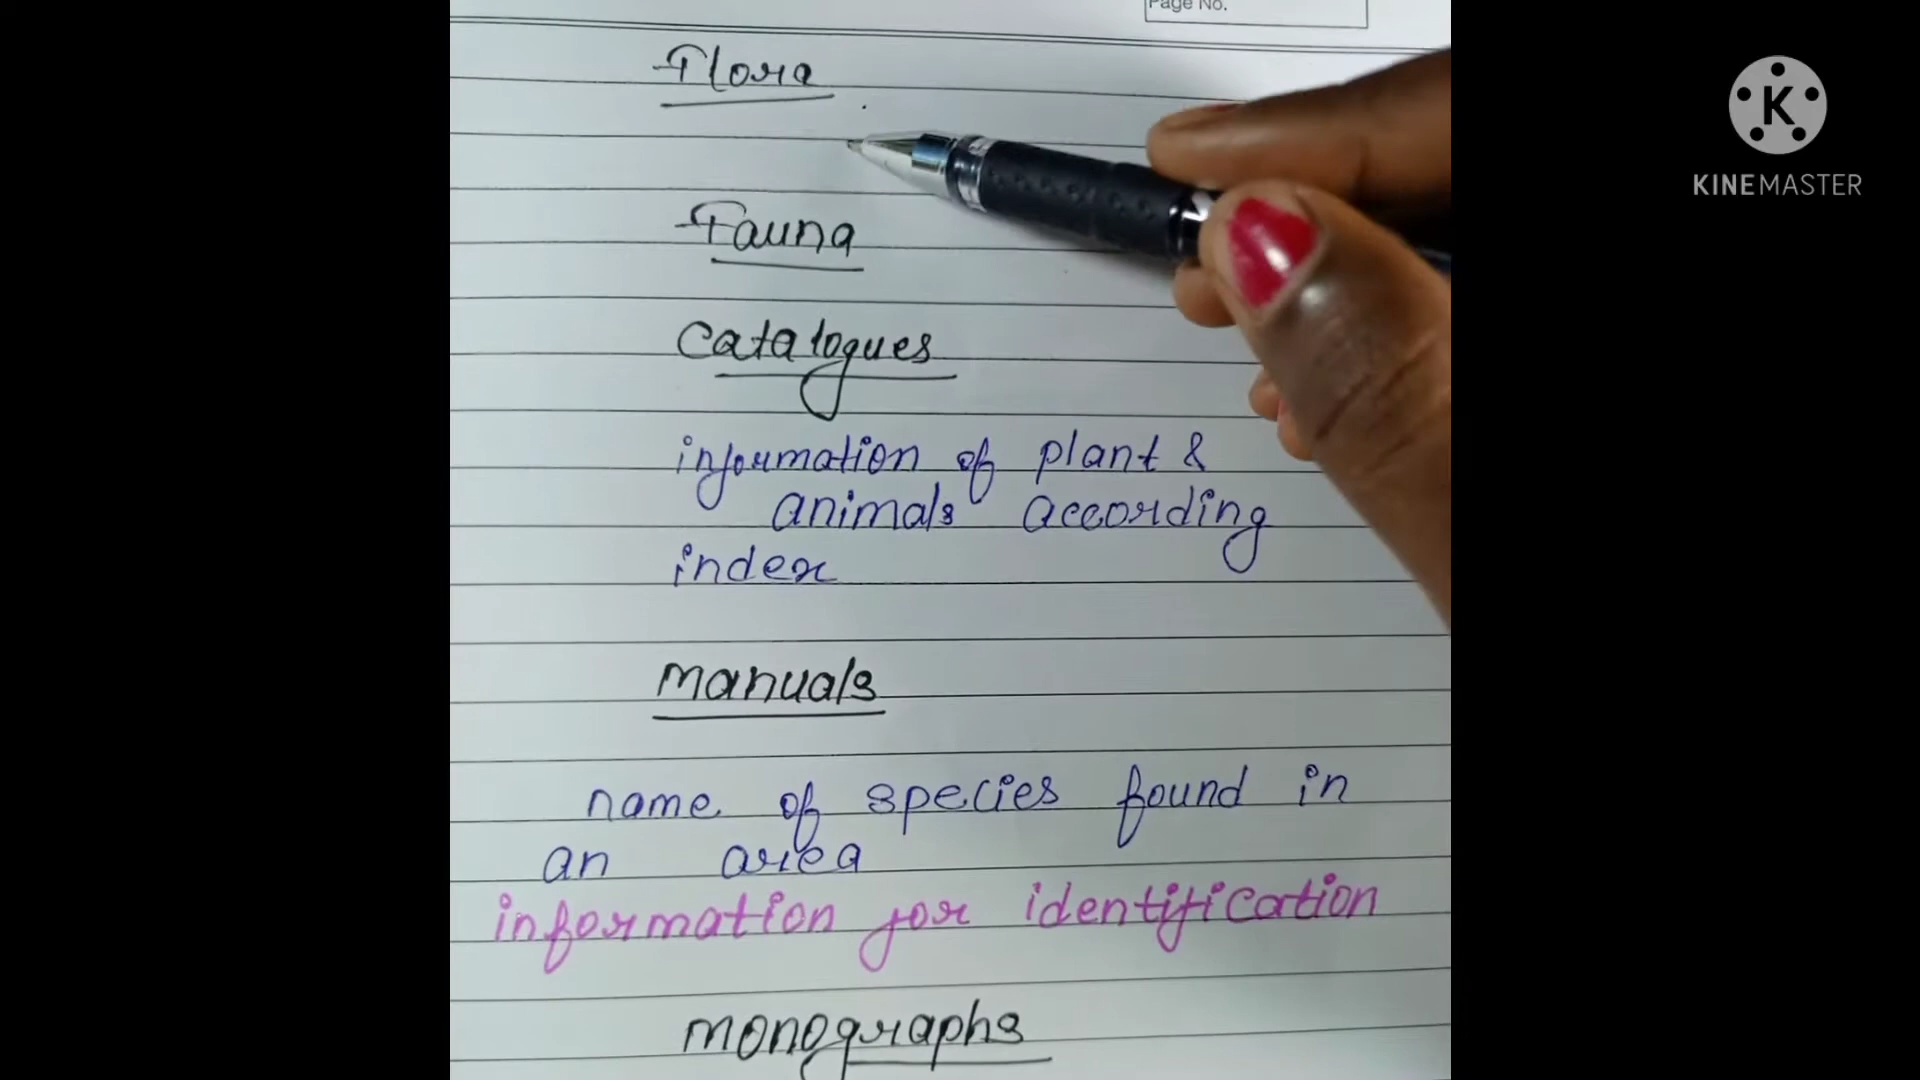 Page No.
Flora
Fauna
Catalogues
information of plant &
animals according
index
Manuals
name of species found in
an area
information for identification
Monographs
K
KINEMASTER